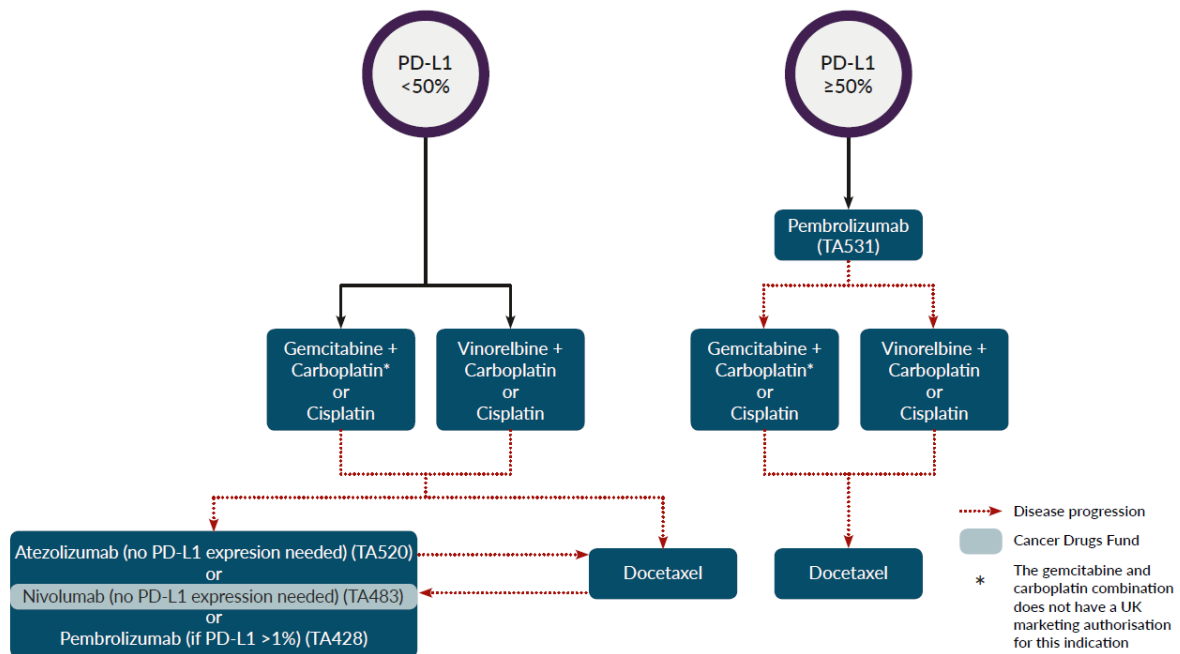 PD-L1
<50%
PD-L1
≥50%
Pembrolizumab
(TA531)
Gemcitabine +
Carboplatin*
or
Cisplatin
Vinorelbine +
Carboplatin
or
Cisplatin
Gemcitabine +
Carboplatin*
or
Cisplatin
Vinorelbine +
Carboplatin
or
Cisplatin
Atezolizumab (no PD-L1 expresion needed) (TA520)
or
Nivolumab (no PD-L1 expression needed) (TA483)
or
Pembrolizumab (if PD-L1 >1%) (TA428)
Docetaxel
Docetaxel
Disease progression
Cancer Drugs Fund
* The gemcitabine and
carboplatin combination
does not have a UK
marketing authorisation
for this indication